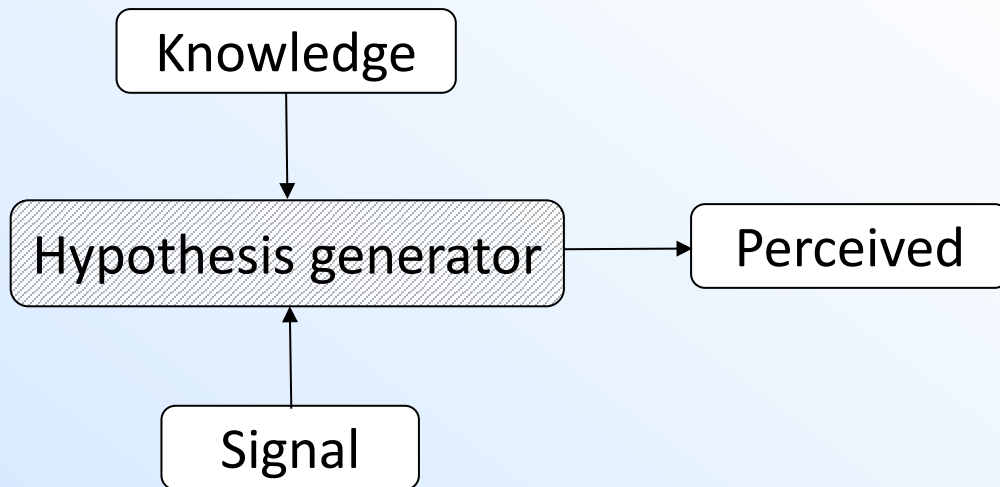 Knowledge
Hypothesis generator
Perceived
Signal